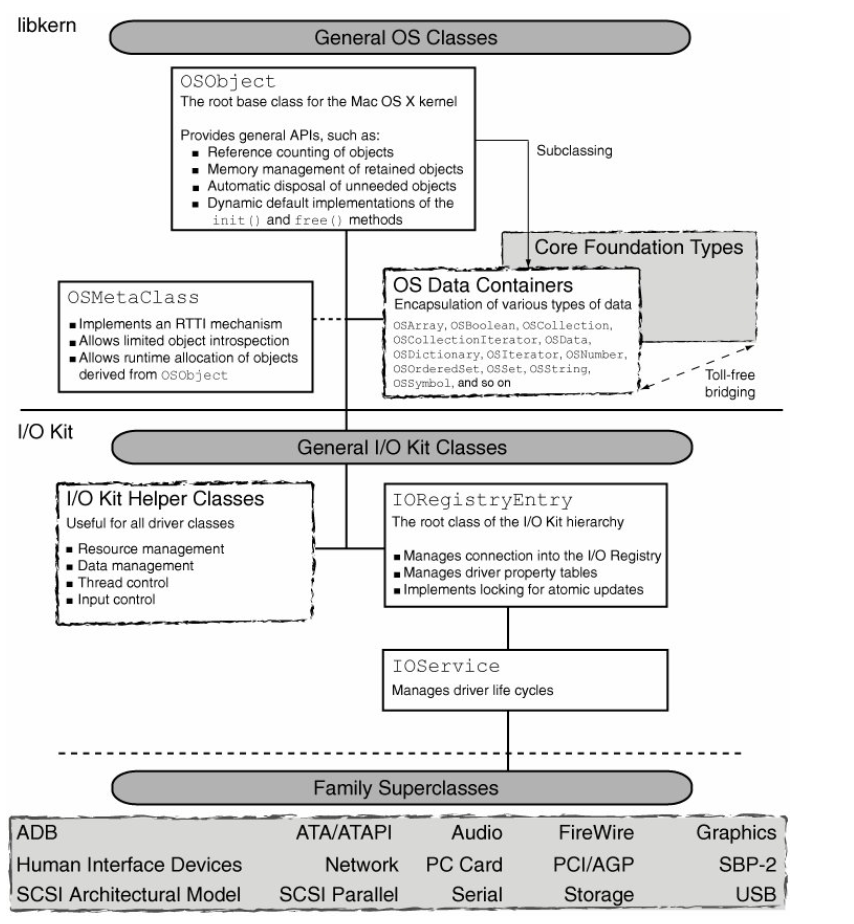 libkern
General OS Classes
OSObject
The root base class for the Mac OS X kernel
Provides general APIs, such as:
■ Reference counting of objects
■ Memory management of retained objects
■ Automatic disposal of unneeded objects
■ Dynamic default implementations of the
init() and free() methods
Subclassing
Core Foundation Types
OSMetaClass
■ Implements an RTTI mechanism
■ Allows limited object introspection
■ Allows runtime allocation of objects
derived from OSObject
OS Data Containers
Encapsulation of various types of data
OSArray, OSBoolean, OSCollection,
OSCollectionIterator, OSData,
OSDictionary, OSIterator, OSNumber,
OSOrderedSet, OSSet, OSString,
OSSymbol, and so on
Toll-free
bridging
I/O Kit
General I/O Kit Classes
I/O Kit Helper Classes
Useful for all driver classes
■ Resource management
■ Data management
■ Thread control
■ Input control
IORegistryEntry
The root class of the I/O Kit hierarchy
■ Manages connection into the I/O Registry
■ Manages driver property tables
■ Implements locking for atomic updates
IOService
Manages driver life cycles
Family Superclasses
ADB ATA/ATAPI Audio FireWire Graphics
Human Interface Devices Network PC Card PCI/AGP SBP-2
SCSI Architectural Model SCSI Parallel Serial Storage USB